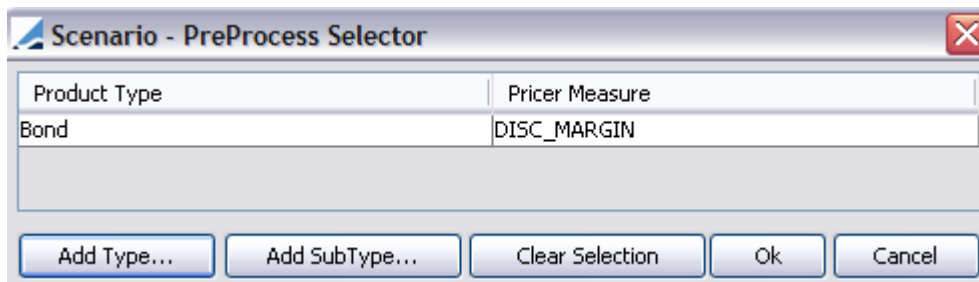 Scenario - PreProcess Selector
Product Type Pricer Measure
Bond DISC_MARGIN
Add Type... Add SubType... Clear Selection Ok Cancel